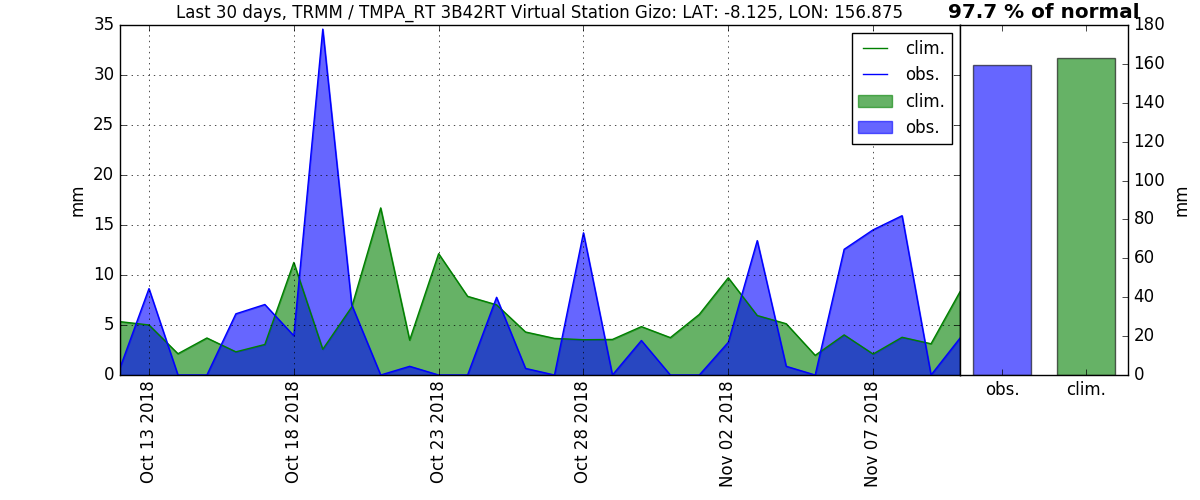 Last 30 days, TRMM / TMPA_RT 3B42RT Virtual Station Gizo: LAT: -8.125, LON: 156.875
97.7 % of normal
35
30
25
20
15
10
5
0
mm
clim.
obs.
clim.
obs.
Oct 13 2018
Oct 18 2018
Oct 23 2018
Oct 28 2018
Nov 02 2018
Nov 07 2018
180
160
140
120
100
80
60
40
20
0
mm
obs.
clim.